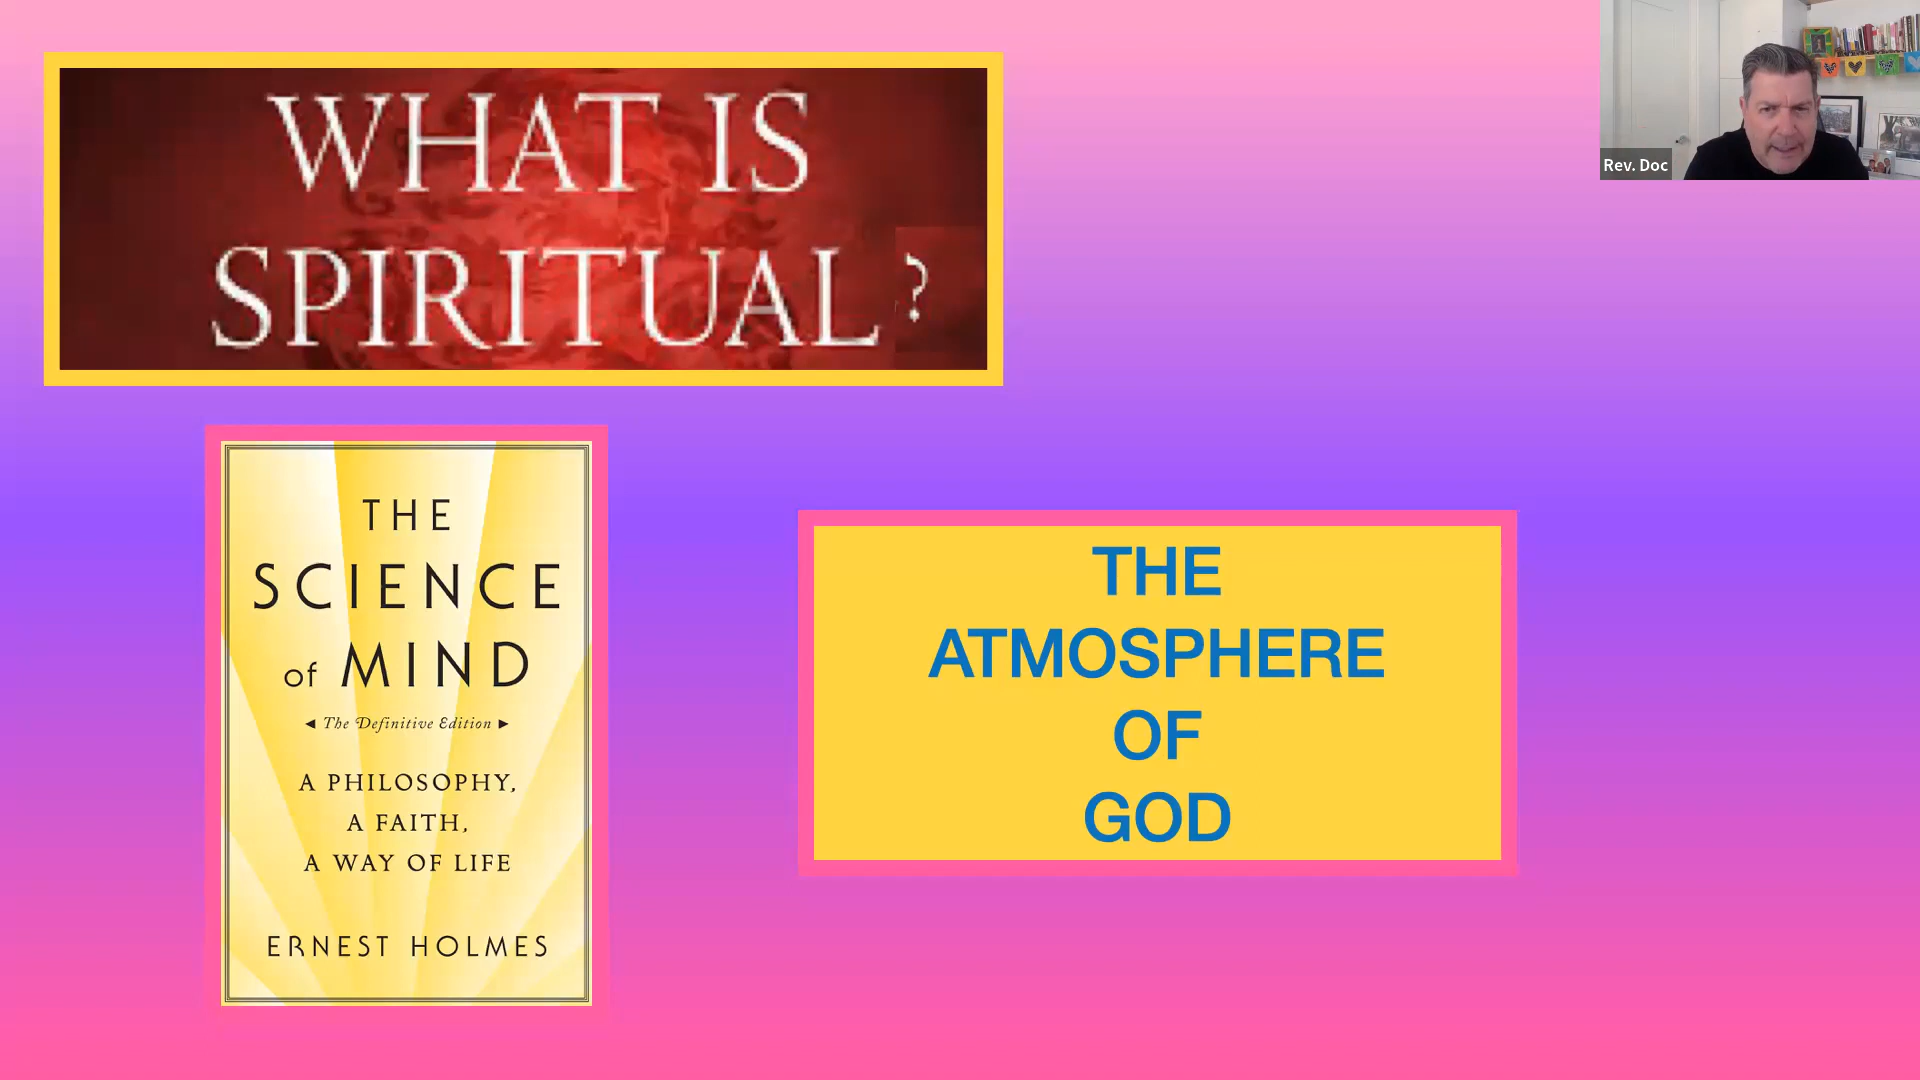 WHAT IS
SPIRITUAL ?
Rev. Doc
THE
SCIENCE
of MIND
◄ The Definitive Edition ►
A PHILOSOPHY,
A FAITH,
A WAY OF LIFE
ERNEST HOLMES
THE
ATMOSPHERE
OF
GOD